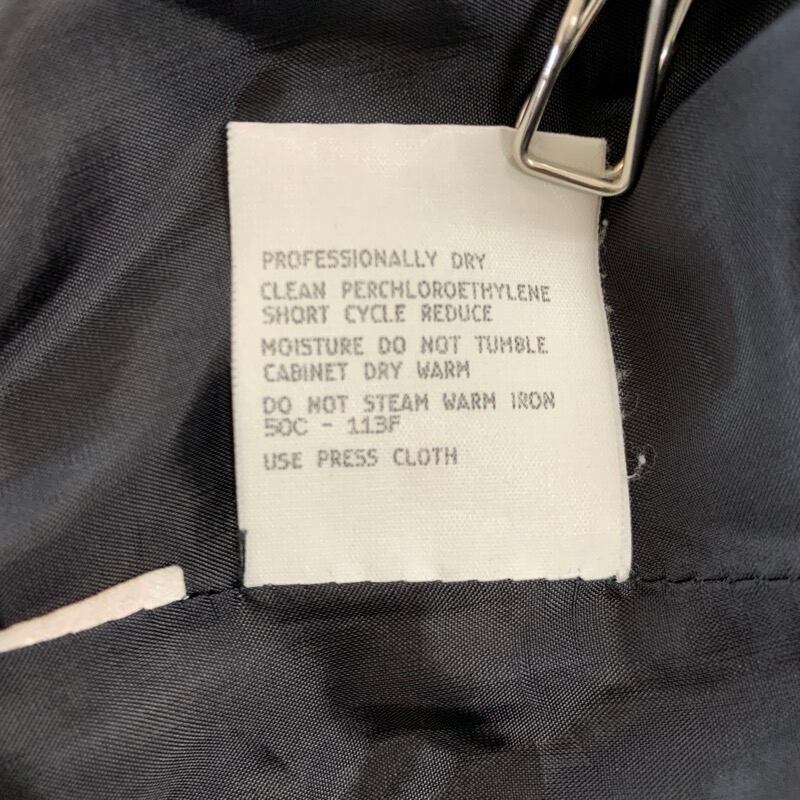 PROFESSIONALLY DRY
CLEAN PERCHLOROETHYLENE
SHORT CYCLE REDUCE
MOISTURE DO NOT TUMBLE
CABINET DRY WARM
DO NOT STEAM WARM IRON
50C - 113F
USE PRESS CLOTH